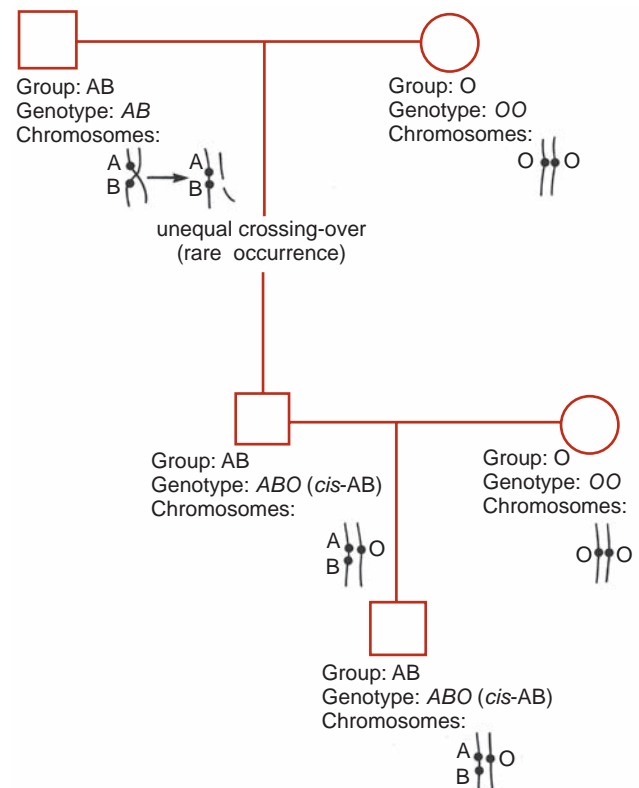 Group: AB
Genotype: AB
Chromosomes:
A
B
A
B
Group: O
Genotype: OO
Chromosomes:
O O
unequal crossing-over
(rare occurrence)
Group: AB
Genotype: ABO (cis-AB)
Chromosomes:
A O
B
Group: O
Genotype: OO
Chromosomes:
O O
Group: AB
Genotype: ABO (cis-AB)
Chromosomes:
A O
B